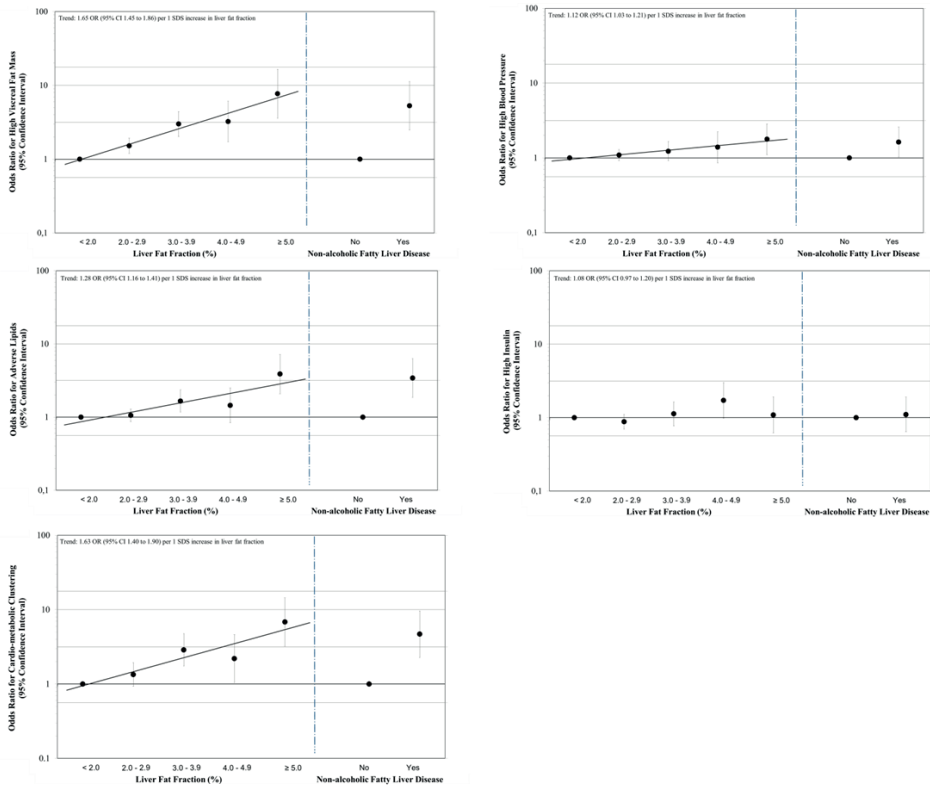 Trend: 1.65 OR (95% CI 1.45 to 1.86) per 1 SDS increase in liver fat fraction
Odds Ratio for High Visceral Fat Mass
(95% Confidence Interval)
100
10
1
0,1
< 2.0 2.0 - 2.9 3.0 - 3.9 4.0 - 4.9 ≥ 5.0 No Yes
Liver Fat Fraction (%) Non-alcoholic Fatty Liver Disease
Trend: 1.12 OR (95% CI 1.03 to 1.21) per 1 SDS increase in liver fat fraction
Odds Ratio for High Blood Pressure
(95% Confidence Interval)
100
10
1
0,1
< 2.0 2.0 - 2.9 3.0 - 3.9 4.0 - 4.9 ≥ 5.0 No Yes
Liver Fat Fraction (%) Non-alcoholic Fatty Liver Disease
Trend: 1.28 OR (95% CI 1.16 to 1.41) per 1 SDS increase in liver fat fraction
Odds Ratio for Adverse Lipids
(95% Confidence Interval)
100
10
1
0,1
< 2.0 2.0 - 2.9 3.0 - 3.9 4.0 - 4.9 ≥ 5.0 No Yes
Liver Fat Fraction (%) Non-alcoholic Fatty Liver Disease
Trend: 1.08 OR (95% CI 0.97 to 1.20) per 1 SDS increase in liver fat fraction
Odds Ratio for High Insulin
(95% Confidence Interval)
100
10
1
0,1
< 2.0 2.0 - 2.9 3.0 - 3.9 4.0 - 4.9 ≥ 5.0 No Yes
Liver Fat Fraction (%) Non-alcoholic Fatty Liver Disease
Trend: 1.63 OR (95% CI 1.40 to 1.90) per 1 SDS increase in liver fat fraction
Odds Ratio for Cardio-metabolic Clustering
(95% Confidence Interval)
100
10
1
0,1
< 2.0 2.0 - 2.9 3.0 - 3.9 4.0 - 4.9 ≥ 5.0 No Yes
Liver Fat Fraction (%) Non-alcoholic Fatty Liver Disease